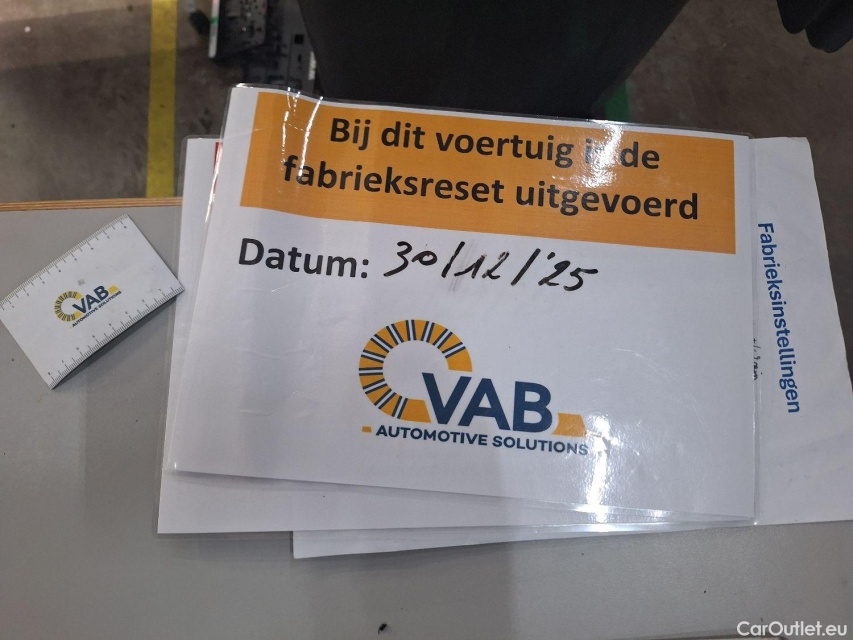 Bij dit voertuig is de
fabrieksreset uitgevoerd
Datum: 30/12/'25
VAB
AUTOMOTIVE SOLUTIONS
VAB
AUTOMOTIVE SOLUTIONS
Fabrieksinstellingen
CarOutlet.eu